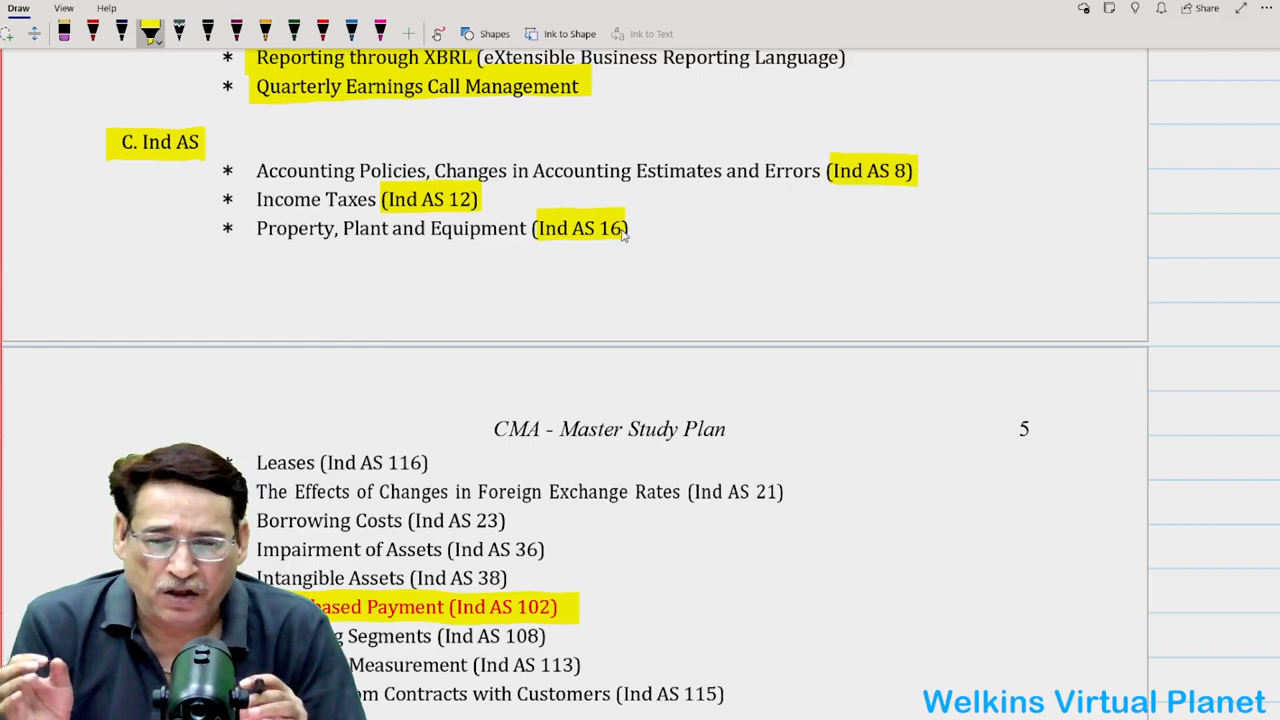 Draw View Help Share
Shapes Ink to Shape Ink to Text
* Reporting through XBRL (eXtensible Business Reporting Language)
* Quarterly Earnings Call Management
C. Ind AS
* Accounting Policies, Changes in Accounting Estimates and Errors (Ind AS 8)
* Income Taxes (Ind AS 12)
* Property, Plant and Equipment (Ind AS 16)
CMA - Master Study Plan 5
Leases (Ind AS 116)
The Effects of Changes in Foreign Exchange Rates (Ind AS 21)
Borrowing Costs (Ind AS 23)
Impairment of Assets (Ind AS 36)
Intangible Assets (Ind AS 38)
based Payment (Ind AS 102)
Segments (Ind AS 108)
Measurement (Ind AS 113)
Contracts with Customers (Ind AS 115)
Welkins Virtual Planet